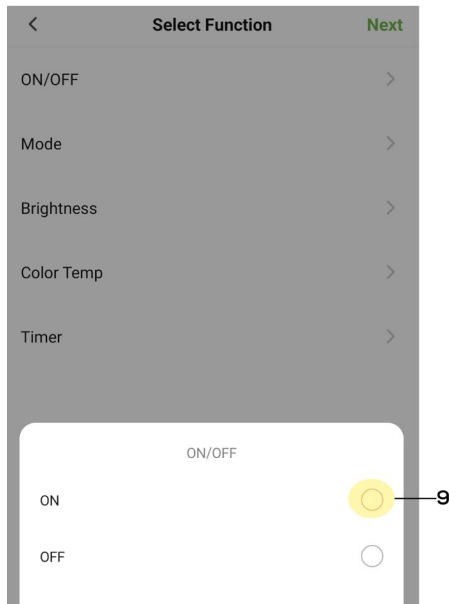 Select Function
Next
ON/OFF
Mode
Brightness
Color Temp
Timer
ON/OFF
ON
9
OFF